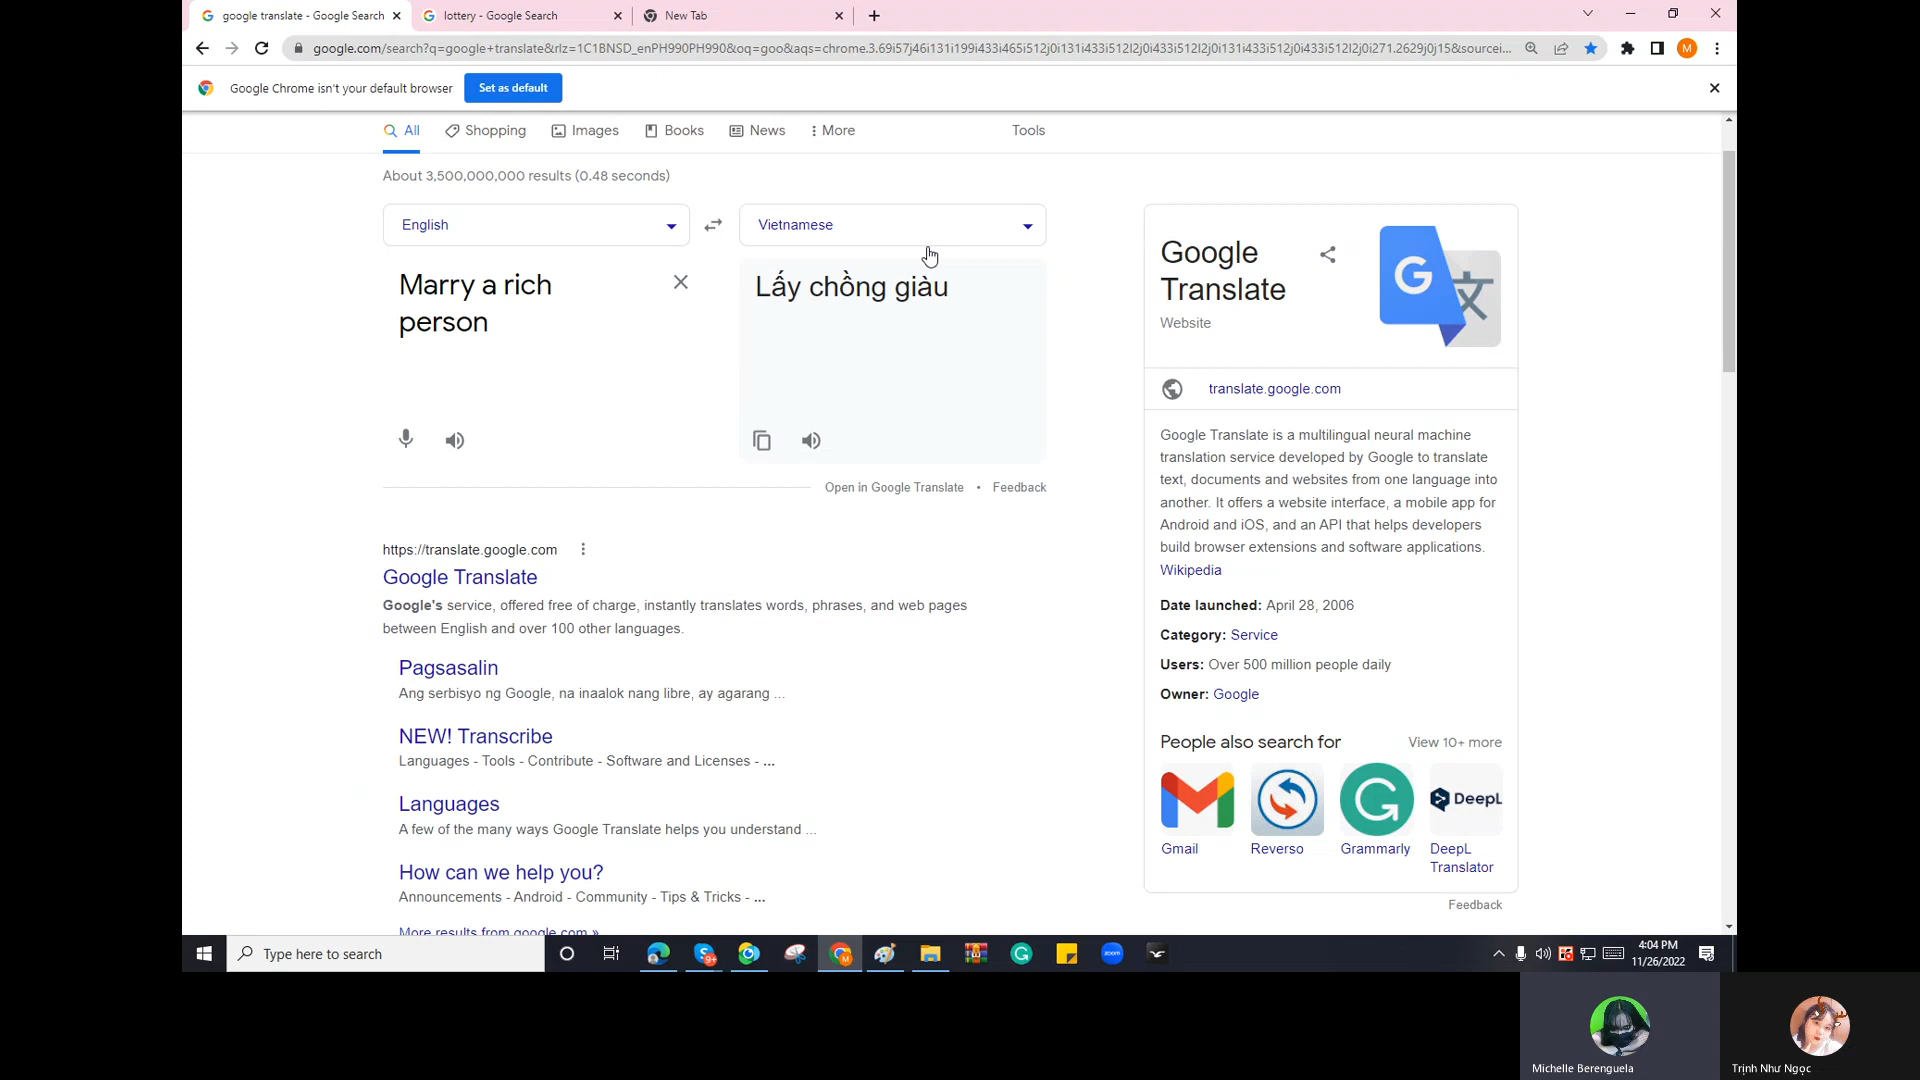 google translate - Google Search
lottery - Google Search
New Tab
google.com/search?q=google+translate&rlz=1C1BNSD_enPH990PH990&oq=goo&aqs=chrome.3.69i57j46i131i199i433i465i512j0i131i433i512l2j0i433i512l2j0i131i433i512j0i433i512l2j0i271.2629j0j15&sourcei...
M
Google Chrome isn't your default browser
Set as default
All
Shopping
Images
Books
News
More
Tools
About 3,500,000,000 results (0.48 seconds)
English
Vietnamese
Marry a rich
person
Lấy chồng giàu
Open in Google Translate • Feedback
https://translate.google.com
Google Translate
Google's service, offered free of charge, instantly translates words, phrases, and web pages
between English and over 100 other languages.
Pagsasalin
Ang serbisyo ng Google, na inaalok nang libre, ay agarang ...
NEW! Transcribe
Languages - Tools - Contribute - Software and Licenses - ...
Languages
A few of the many ways Google Translate helps you understand ...
How can we help you?
Announcements - Android - Community - Tips & Tricks - ...
More results from google.com »
Google
Translate
Website
G
文
translate.google.com
Google Translate is a multilingual neural machine
translation service developed by Google to translate
text, documents and websites from one language into
another. It offers a website interface, a mobile app for
Android and iOS, and an API that helps developers
build browser extensions and software applications.
Wikipedia
Date launched: April 28, 2006
Category: Service
Users: Over 500 million people daily
Owner: Google
People also search for
View 10+ more
DeepL
Gmail
Reverso
Grammarly
DeepL
Translator
Feedback
Type here to search
9+
zoom
4:04 PM
11/26/2022
Michelle Berenguela
Trịnh Như Ngọc